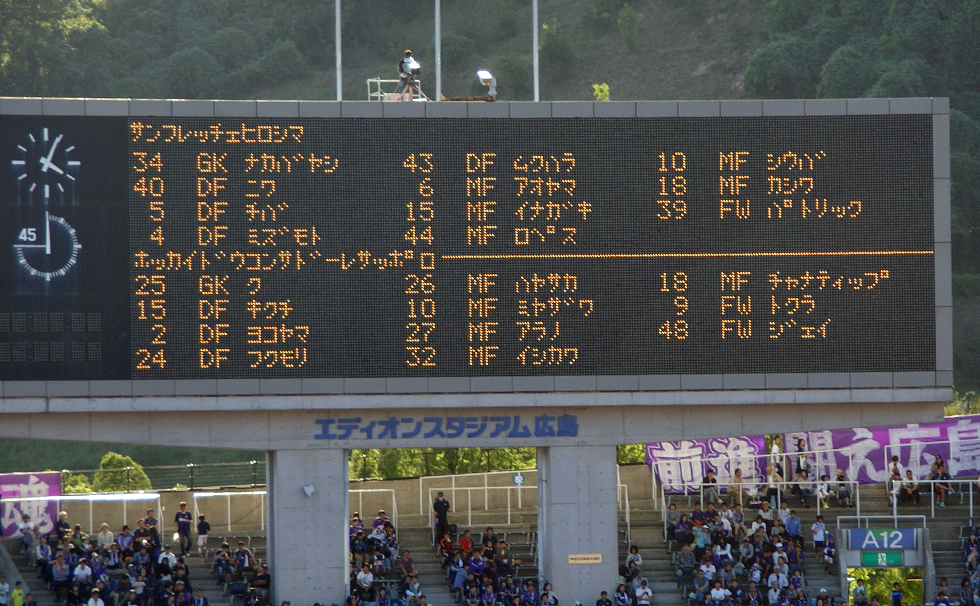 サンフレッチェヒロシマ
34 GK ナカバヤシ 43 DF ムクハラ 10 MF シウバ
40 DF ニワ 6 MF アオヤマ 18 MF カシワ
5 DF チバ 15 MF イナガキ 39 FW パトリック
4 DF ミズモト 44 MF ロペス
ホッカイドウコンサドーレサッポロ
25 GK ク 26 MF ハヤサカ 18 MF チャナティップ
15 DF キクチ 10 MF ミヤザワ 9 FW トクラ
2 DF ヨコヤマ 27 MF アラノ 48 FW ジェイ
24 DF フクモリ 32 MF イシカワ
45
エディオンスタジアム広島
前進 闘え広島
魂
A12